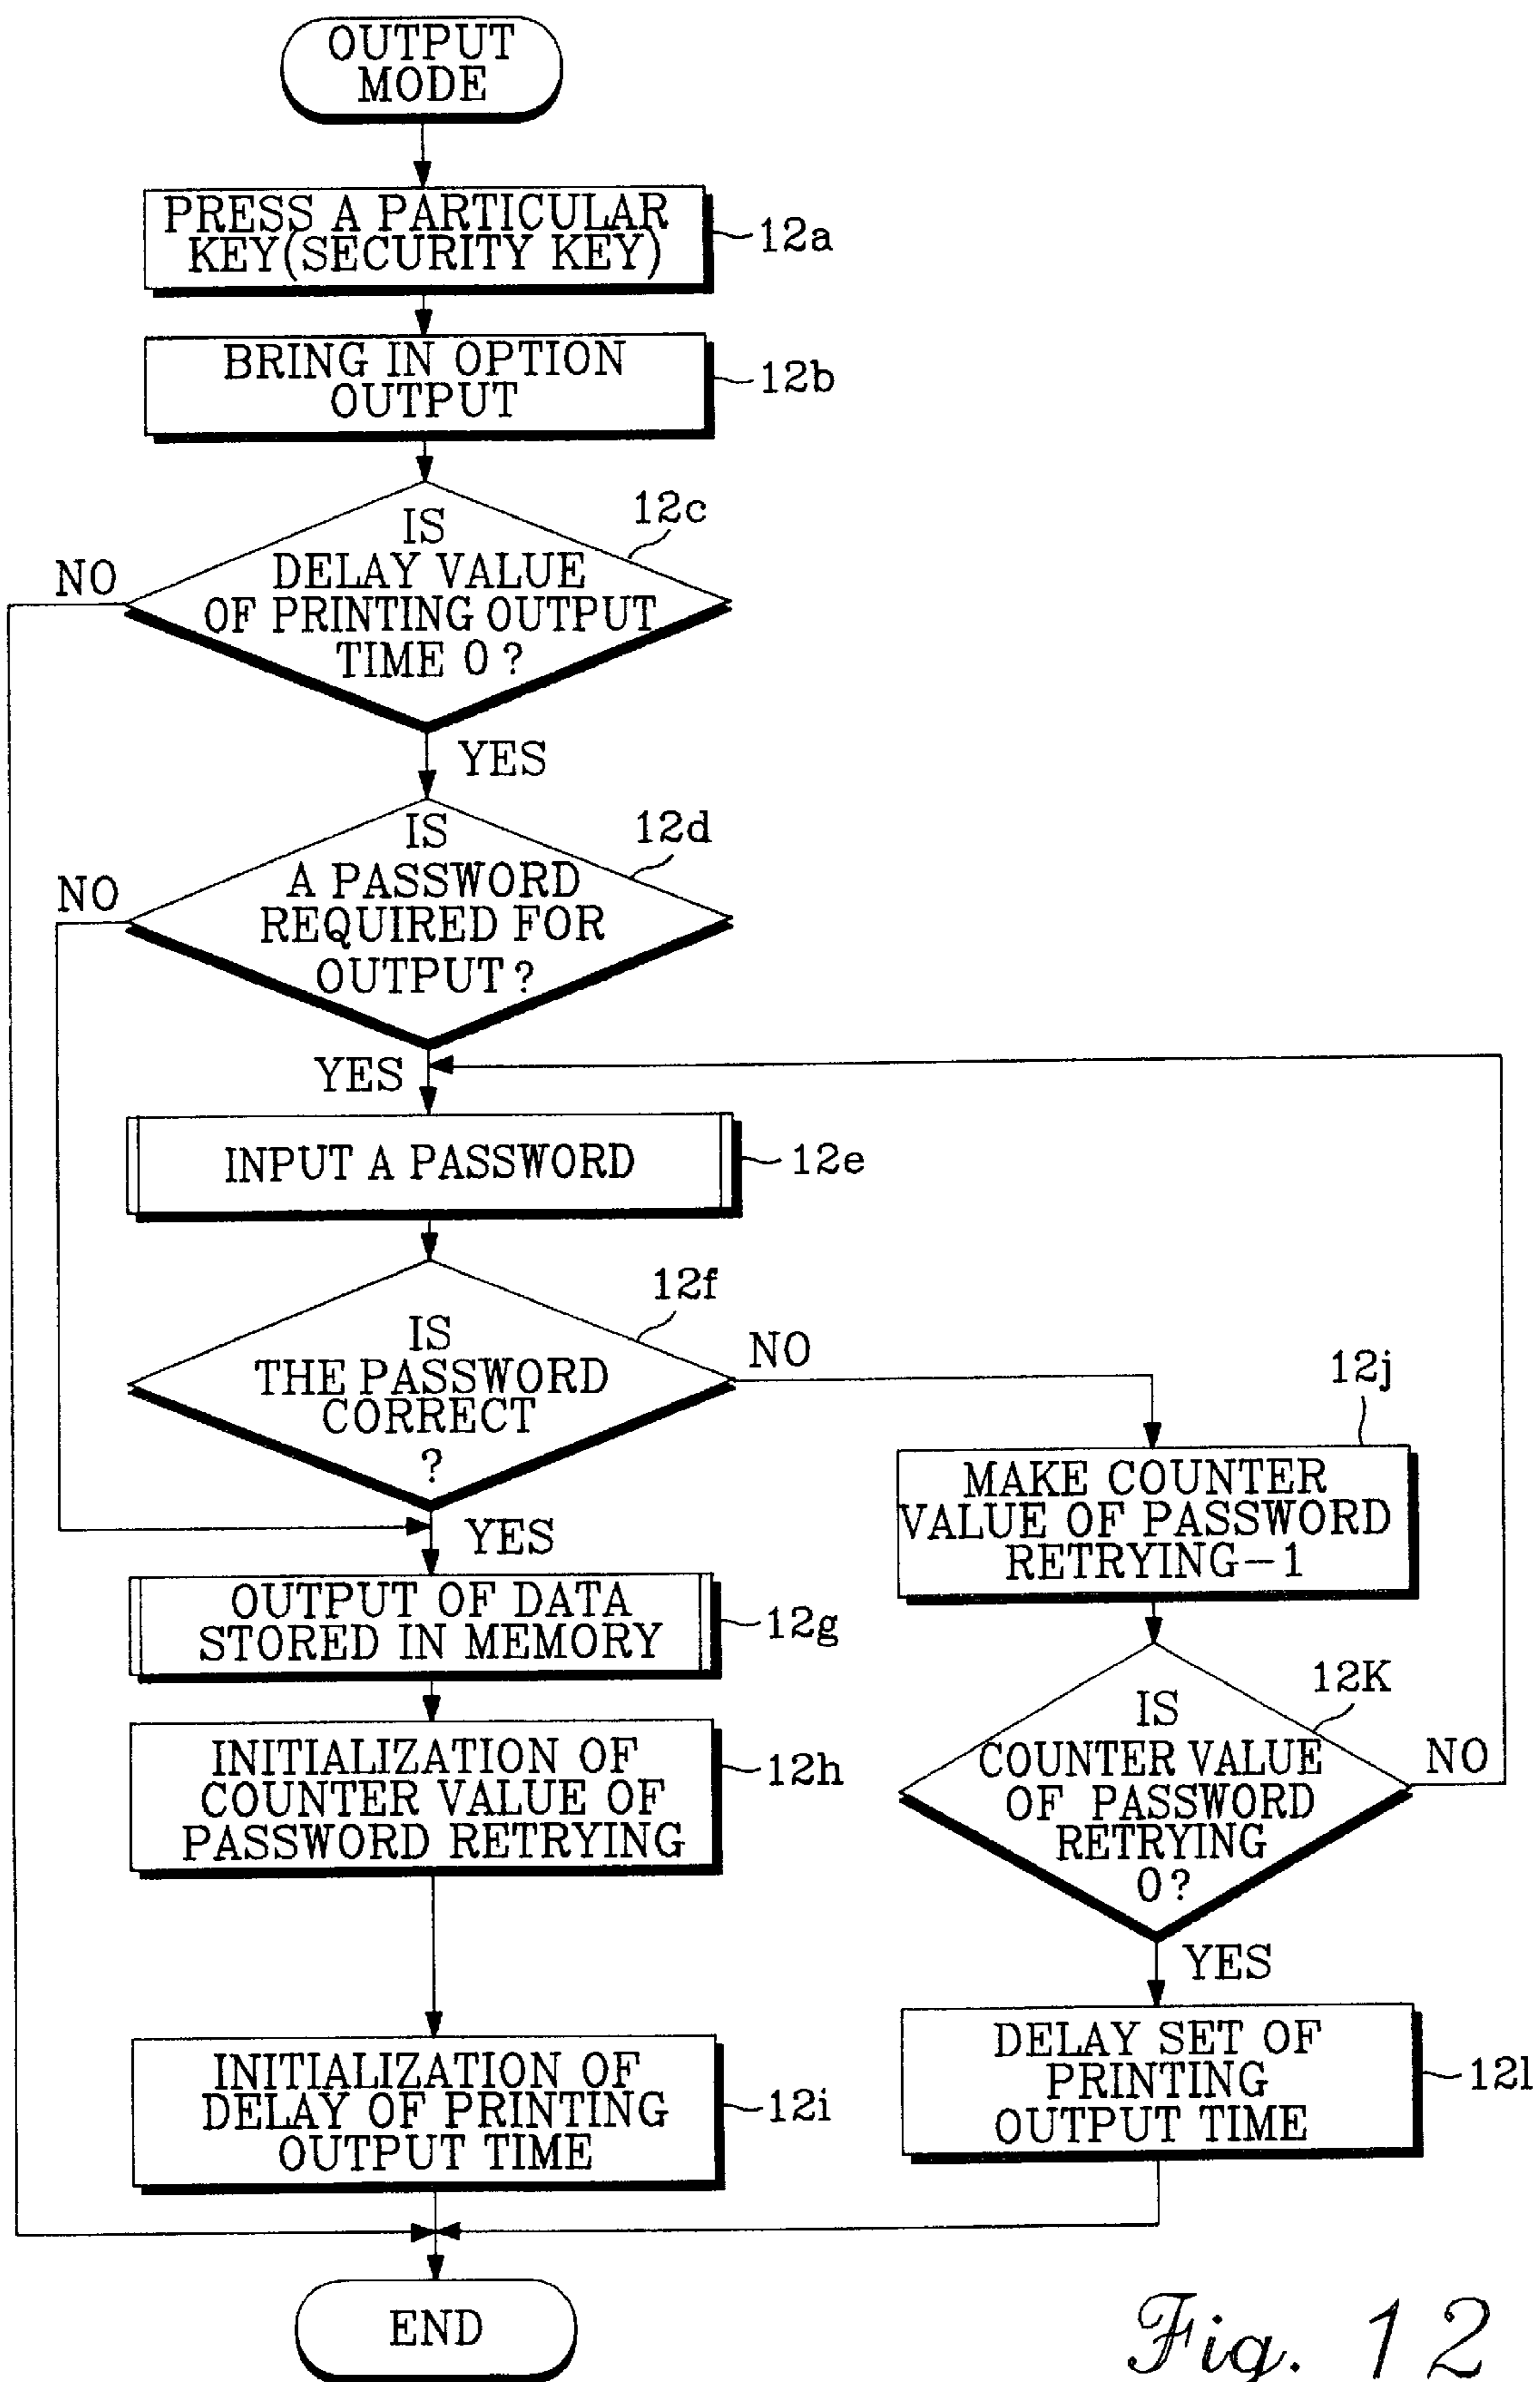 OUTPUT
MODE
PRESS A PARTICULAR
KEY(SECURITY KEY)
12a
BRING IN OPTION
OUTPUT
12b
12c
IS
DELAY VALUE
OF PRINTING OUTPUT
TIME 0?
NO
YES
12d
IS
A PASSWORD
REQUIRED FOR
OUTPUT?
NO
YES
INPUT A PASSWORD
12e
12f
IS
THE PASSWORD
CORRECT
?
NO
YES
12j
MAKE COUNTER
VALUE OF PASSWORD
RETRYING-1
OUTPUT OF DATA
STORED IN MEMORY
12g
12K
IS
COUNTER VALUE
OF PASSWORD
RETRYING
0?
NO
YES
INITIALIZATION OF
COUNTER VALUE OF
PASSWORD RETRYING
12h
INITIALIZATION OF
DELAY OF PRINTING
OUTPUT TIME
12i
DELAY SET OF
PRINTING
OUTPUT TIME
12l
END
Fig. 12